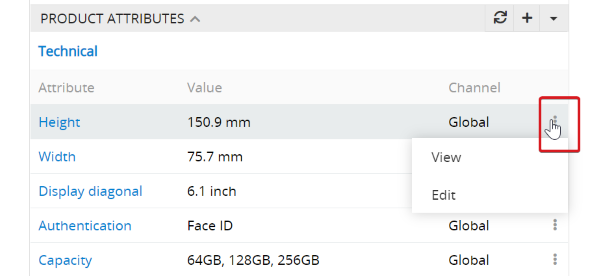 PRODUCT ATTRIBUTES
Technical
Attribute Value Channel
Height 150.9 mm Global
Width 75.7 mm View
Display diagonal 6.1 inch Edit
Authentication Face ID Global
Capacity 64GB, 128GB, 256GB Global